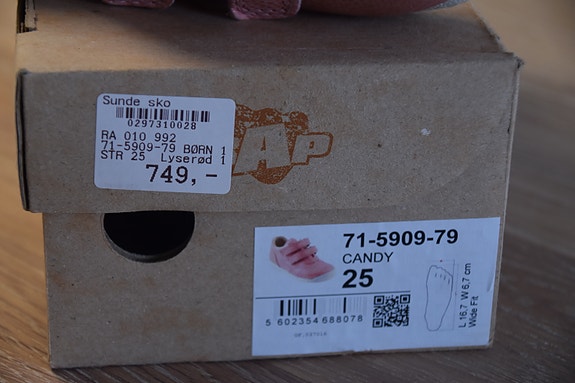 Sunde sko
0297310028
RA 010 992
71-5909-79 BØRN 1
STR 25 Lyserød 1
749,-
AP
71-5909-79
CANDY
25
5 602354 688078
L 16,7 W 6,7 cm
Wide Fit